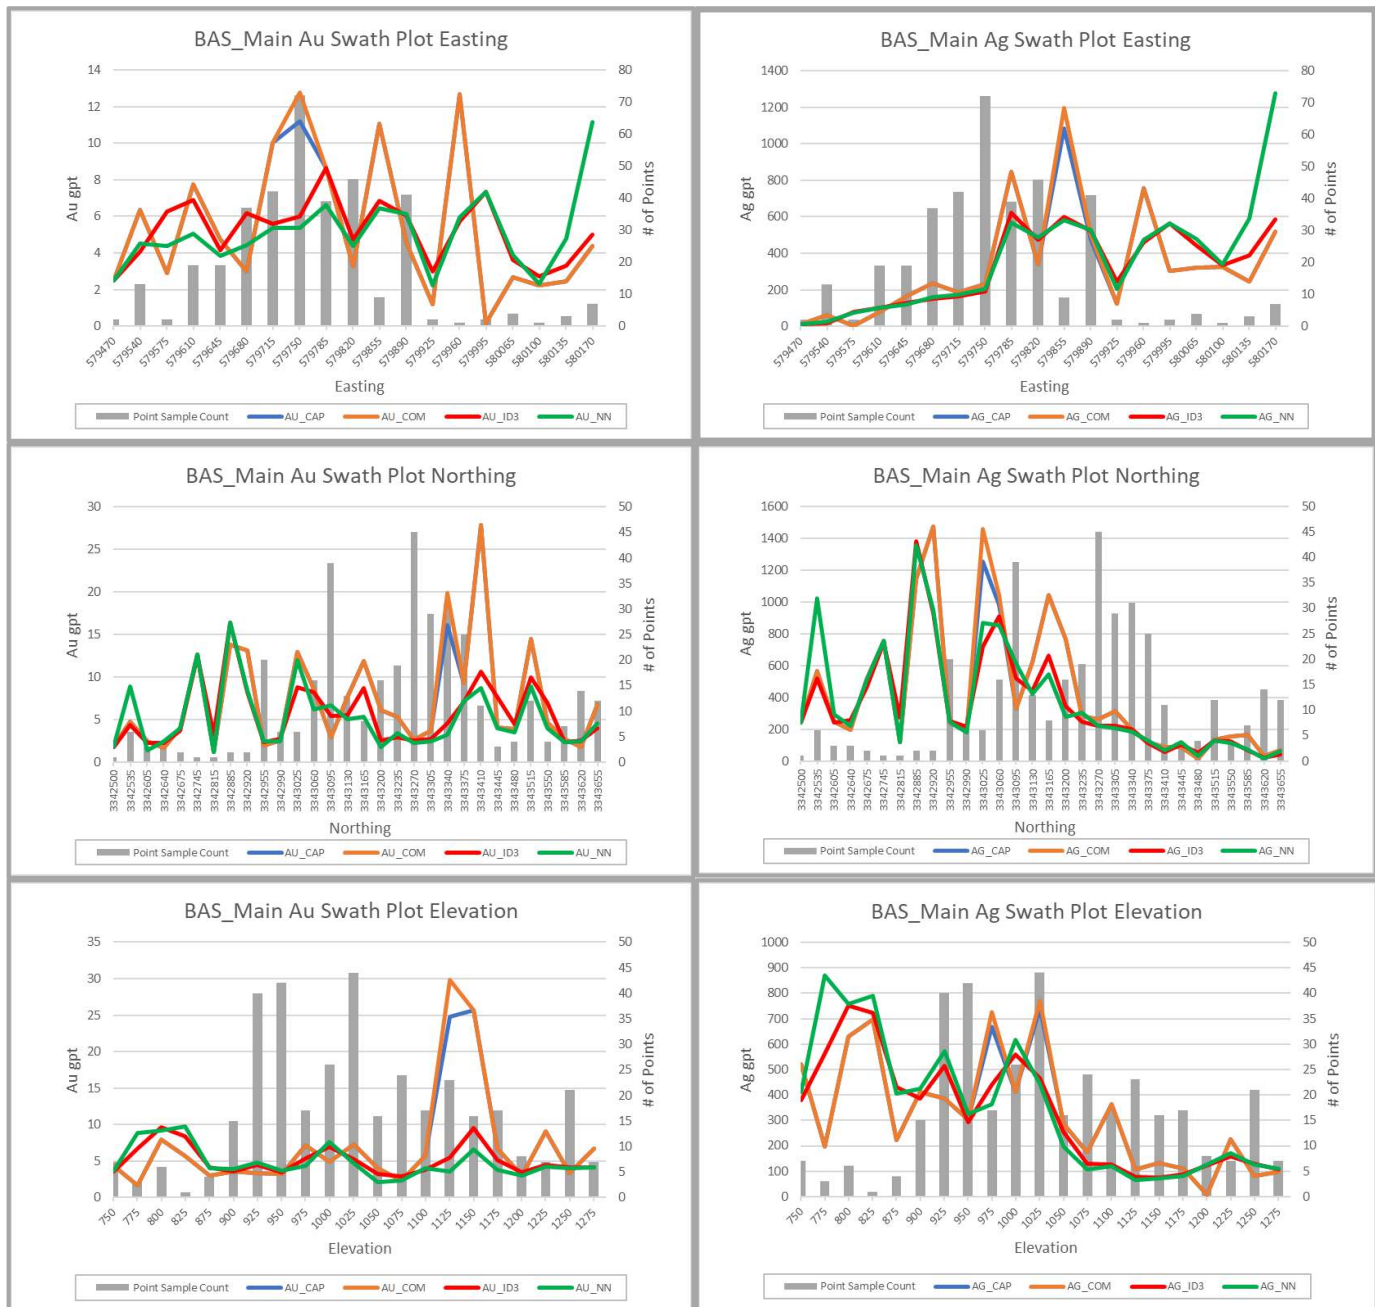 BAS_Main Au Swath Plot Easting
14 80
12 70
10 60
8 50
6 40
4 30
2 20
0 10
0
Au gpt
# of Points
579470 579540 579575 579610 579645 579680 579715 579750 579785 579820 579855 579890 579925 579960 579995 580065 580100 580135 580170
Easting
Point Sample Count AU_CAP AU_COM AU_ID3 AU_NN
BAS_Main Ag Swath Plot Easting
1400 80
1200 70
1000 60
800 50
600 40
400 30
200 20
0 10
0
Ag gpt
# of Points
579470 579540 579575 579610 579645 579680 579715 579750 579785 579820 579855 579890 579925 579960 579995 580065 580100 580135 580170
Easting
Point Sample Count AG_CAP AG_COM AG_ID3 AG_NN
BAS_Main Au Swath Plot Northing
30 50
25 45
20 40
15 35
10 30
5 25
0 20
15
10
5
0
Au gpt
# of Points
3342500 3342535 3342605 3342640 3342675 3342745 3342815 3342885 3342920 3342955 3342990 3343025 3343060 3343095 3343130 3343165 3343200 3343235 3343270 3343305 3343340 3343375 3343410 3343445 3343480 3343515 3343550 3343585 3343620 3343655
Northing
Point Sample Count AU_CAP AU_COM AU_ID3 AU_NN
BAS_Main Ag Swath Plot Northing
1600 50
1400 45
1200 40
1000 35
800 30
600 25
400 20
200 15
0 10
5
0
Ag gpt
# of Points
3342500 3342535 3342605 3342640 3342675 3342745 3342815 3342885 3342920 3342955 3342990 3343025 3343060 3343095 3343130 3343165 3343200 3343235 3343270 3343305 3343340 3343375 3343410 3343445 3343480 3343515 3343550 3343585 3343620 3343655
Northing
Point Sample Count AG_CAP AG_COM AG_ID3 AG_NN
BAS_Main Au Swath Plot Elevation
35 50
30 45
25 40
20 35
15 30
10 25
5 20
0 15
10
5
0
Au gpt
# of Points
750 775 800 825 875 900 925 950 975 1000 1025 1050 1075 1100 1125 1150 1175 1200 1225 1250 1275
Elevation
Point Sample Count AU_CAP AU_COM AU_ID3 AU_NN
BAS_Main Ag Swath Plot Elevation
1000 50
900 45
800 40
700 35
600 30
500 25
400 20
300 15
200 10
100 5
0 0
Ag gpt
# of Points
750 775 800 825 875 900 925 950 975 1000 1025 1050 1075 1100 1125 1150 1175 1200 1225 1250 1275
Elevation
Point Sample Count AG_CAP AG_COM AG_ID3 AG_NN